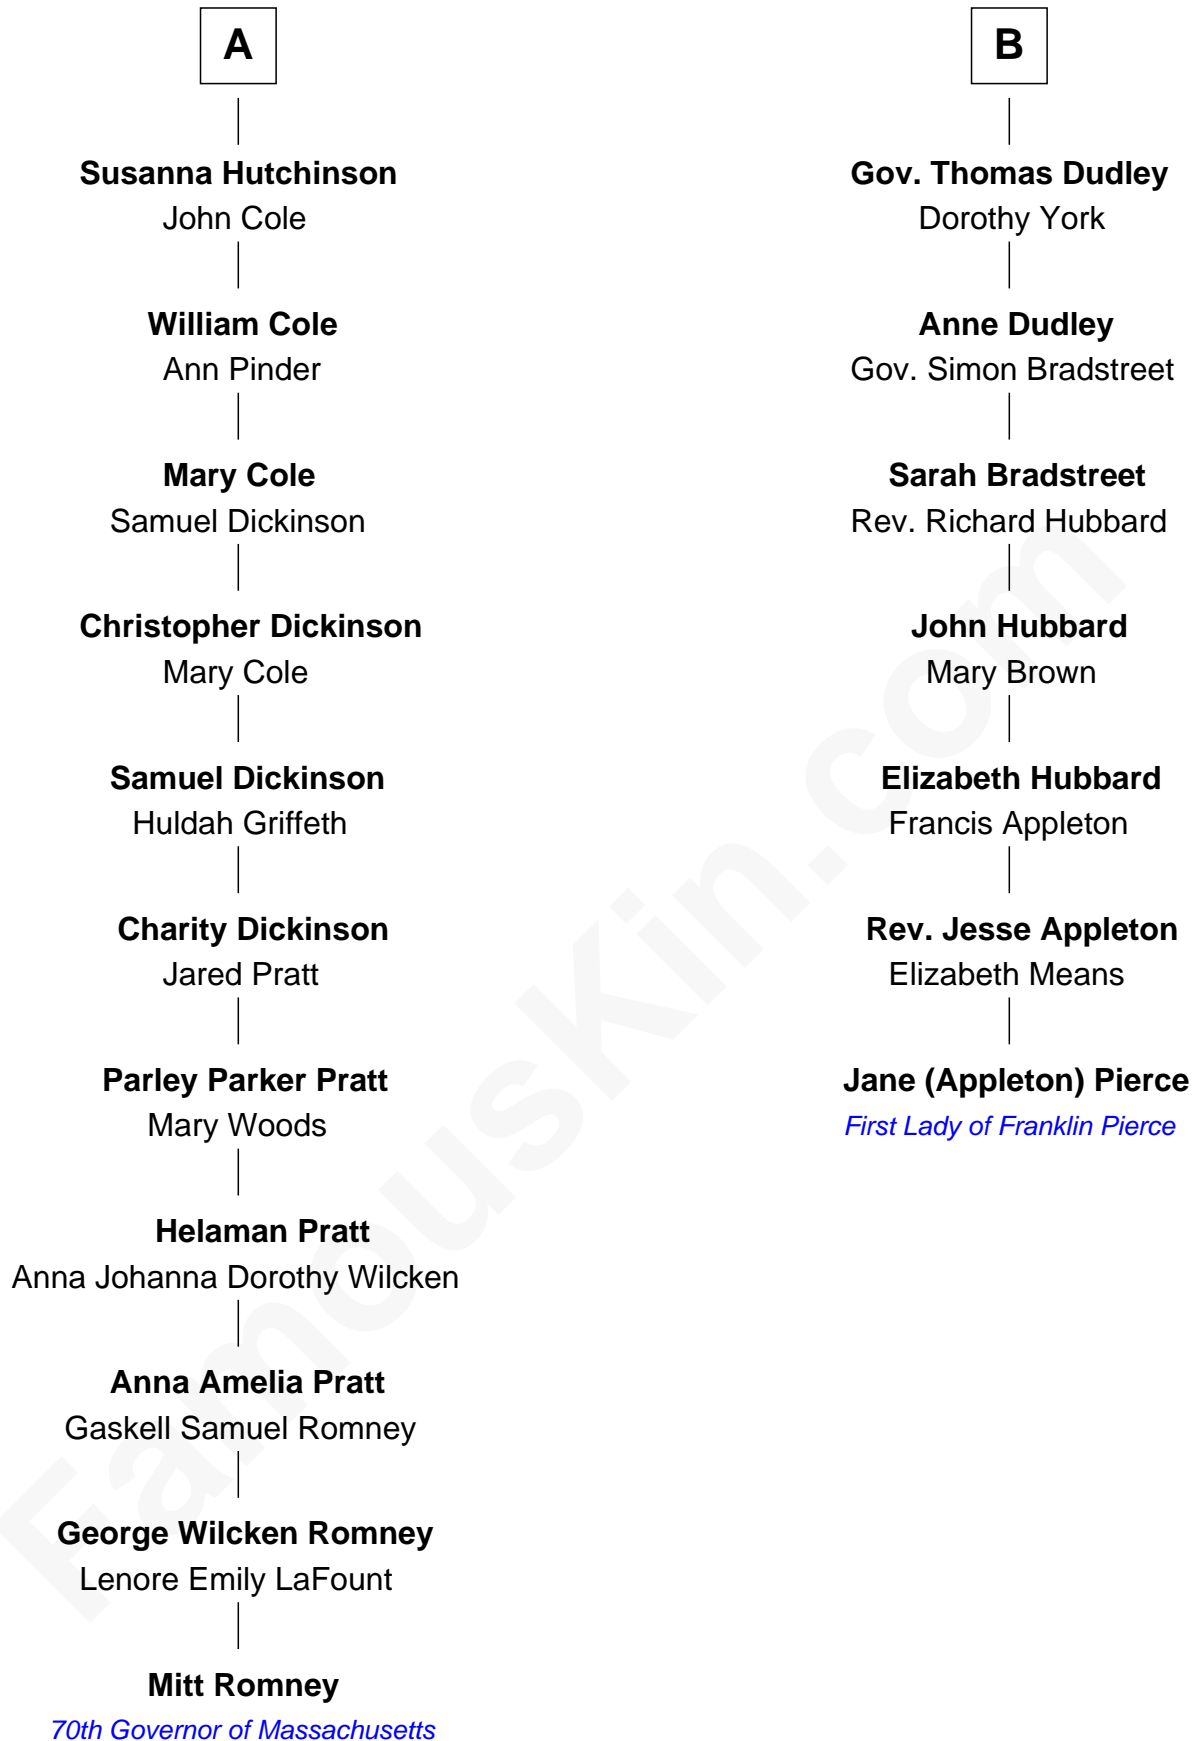 A
Susanna Hutchinson
John Cole
William Cole
Ann Pinder
Mary Cole
Samuel Dickinson
Christopher Dickinson
Mary Cole
Samuel Dickinson
Huldah Griffeth
Charity Dickinson
Jared Pratt
Parley Parker Pratt
Mary Woods
Helaman Pratt
Anna Johanna Dorothy Wilcken
Anna Amelia Pratt
Gaskell Samuel Romney
George Wilcken Romney
Lenore Emily LaFount
Mitt Romney
70th Governor of Massachusetts
B
Gov. Thomas Dudley
Dorothy York
Anne Dudley
Gov. Simon Bradstreet
Sarah Bradstreet
Rev. Richard Hubbard
John Hubbard
Mary Brown
Elizabeth Hubbard
Francis Appleton
Rev. Jesse Appleton
Elizabeth Means
Jane (Appleton) Pierce
First Lady of Franklin Pierce
FamousKin.com